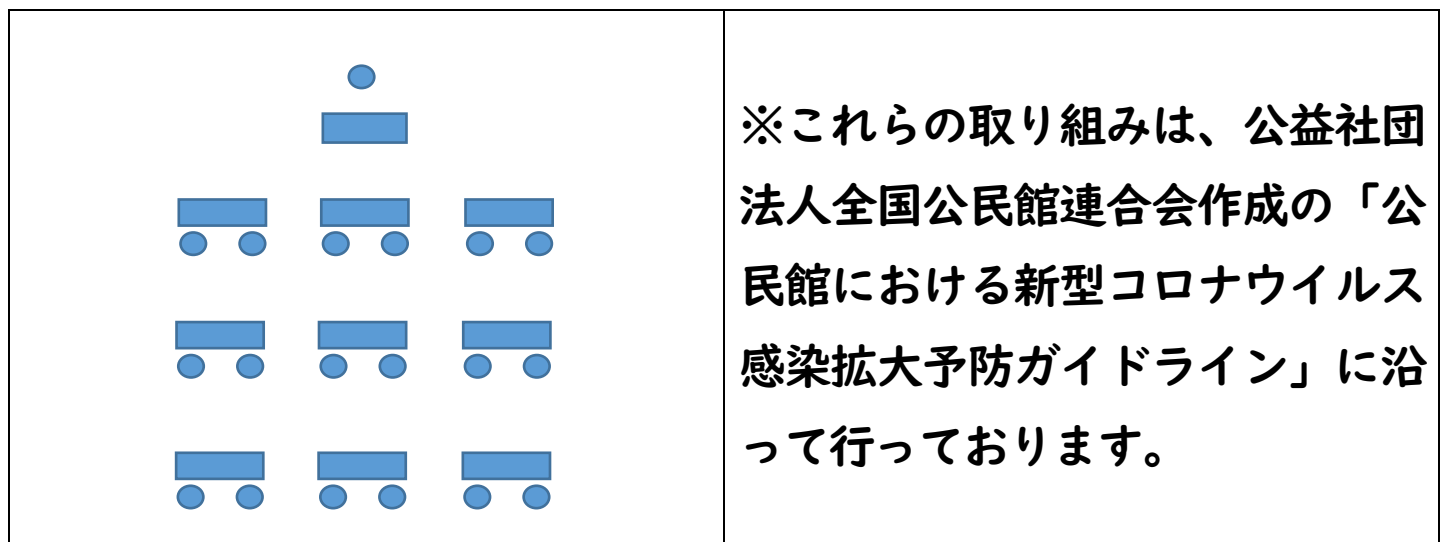 ※これらの取り組みは、公益社団
法人全国公民館連合会作成の「公
民館における新型コロナウイルス
感染拡大予防ガイドライン」に沿
って行っております。